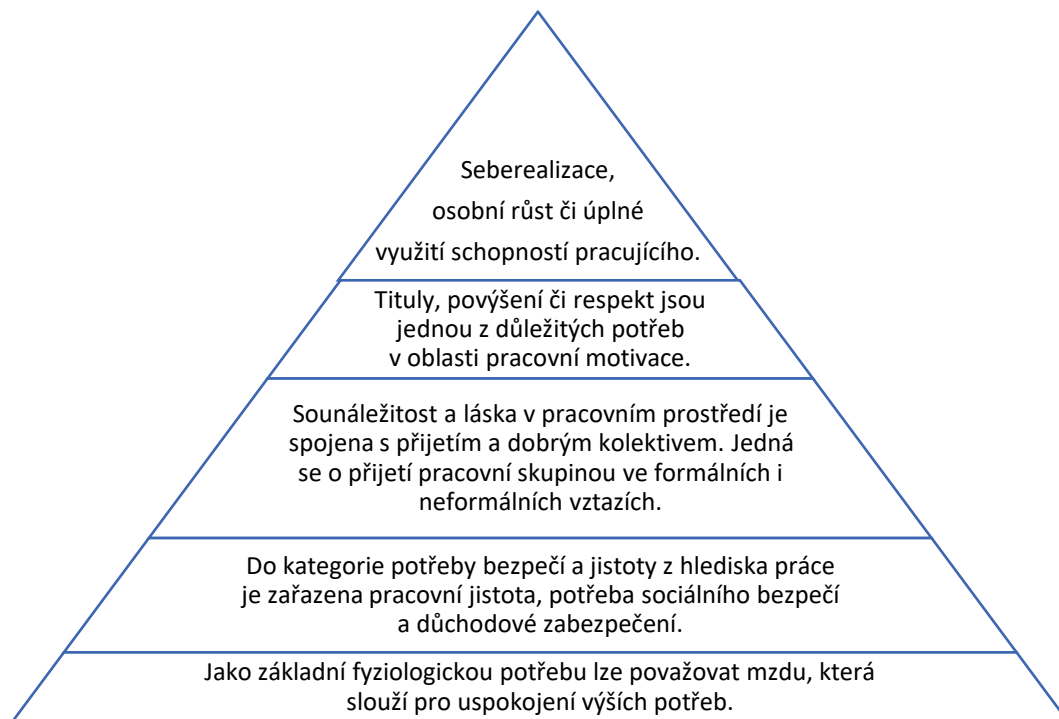 Seberealizace,
osobní růst či úplné
využití schopností pracujícího.
Tituly, povýšení či respekt jsou
jednou z důležitých potřeb
v oblasti pracovní motivace.
Sounáležitost a láska v pracovním prostředí je
spojena s přijetím a dobrým kolektivem. Jedná
se o přijetí pracovní skupinou ve formálních i
neformálních vztazích.
Do kategorie potřeby bezpečí a jistoty z hlediska práce
je zařazena pracovní jistota, potřeba sociálního bezpečí
a důchodové zabezpečení.
Jako základní fyziologickou potřebu lze považovat mzdu, která
slouží pro uspokojení výších potřeb.